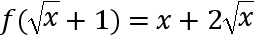 f(√x + 1) = x + 2√x